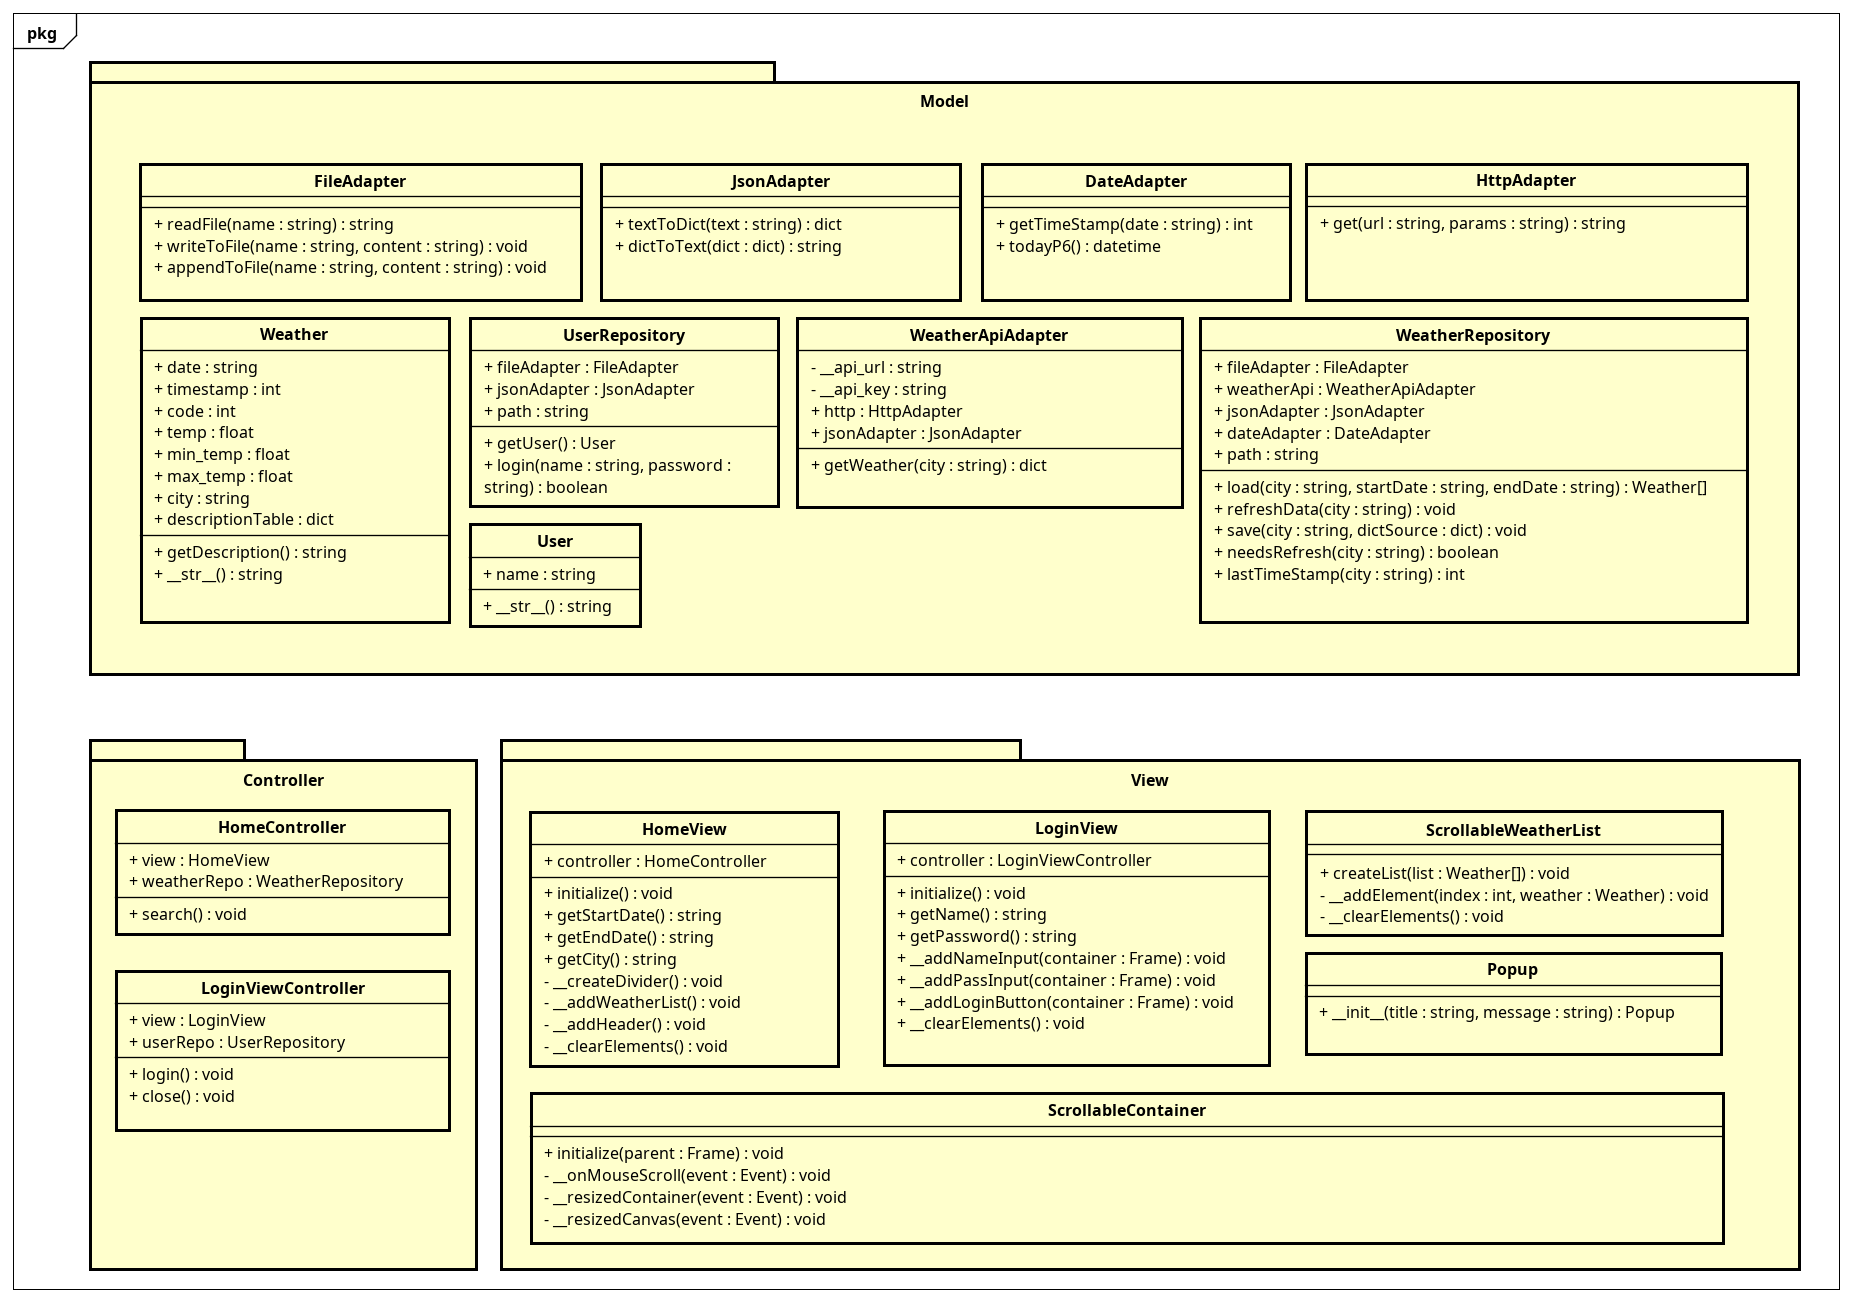 pkg
Model
FileAdapter
+ readFile(name : string) : string
+ writeToFile(name : string, content : string) : void
+ appendToFile(name : string, content : string) : void
JsonAdapter
+ textToDict(text : string) : dict
+ dictToText(dict : dict) : string
DateAdapter
+ getTimeStamp(date : string) : int
+ todayP6() : datetime
HttpAdapter
+ get(url : string, params : string) : string
Weather
+ date : string
+ timestamp : int
+ code : int
+ temp : float
+ min_temp : float
+ max_temp : float
+ city : string
+ descriptionTable : dict
+ getDescription() : string
+ __str__() : string
UserRepository
+ fileAdapter : FileAdapter
+ jsonAdapter : JsonAdapter
+ path : string
+ getUser() : User
+ login(name : string, password :
string) : boolean
User
+ name : string
+ __str__() : string
WeatherApiAdapter
- __api_url : string
- __api_key : string
+ http : HttpAdapter
+ jsonAdapter : JsonAdapter
+ getWeather(city : string) : dict
WeatherRepository
+ fileAdapter : FileAdapter
+ weatherApi : WeatherApiAdapter
+ jsonAdapter : JsonAdapter
+ dateAdapter : DateAdapter
+ path : string
+ load(city : string, startDate : string, endDate : string) : Weather[]
+ refreshData(city : string) : void
+ save(city : string, dictSource : dict) : void
+ needsRefresh(city : string) : boolean
+ lastTimeStamp(city : string) : int
Controller
HomeController
+ view : HomeView
+ weatherRepo : WeatherRepository
+ search() : void
LoginViewController
+ view : LoginView
+ userRepo : UserRepository
+ login() : void
+ close() : void
View
HomeView
+ controller : HomeController
+ initialize() : void
+ getStartDate() : string
+ getEndDate() : string
+ getCity() : string
- __createDivider() : void
- __addWeatherList() : void
- __addHeader() : void
- __clearElements() : void
LoginView
+ controller : LoginViewController
+ initialize() : void
+ getName() : string
+ getPassword() : string
+ __addNameInput(container : Frame) : void
+ __addPassInput(container : Frame) : void
+ __addLoginButton(container : Frame) : void
+ __clearElements() : void
ScrollableWeatherList
+ createList(list : Weather[]) : void
- __addElement(index : int, weather : Weather) : void
- __clearElements() : void
Popup
+ __init__(title : string, message : string) : Popup
ScrollableContainer
+ initialize(parent : Frame) : void
- __onMouseScroll(event : Event) : void
- __resizedContainer(event : Event) : void
- __resizedCanvas(event : Event) : void